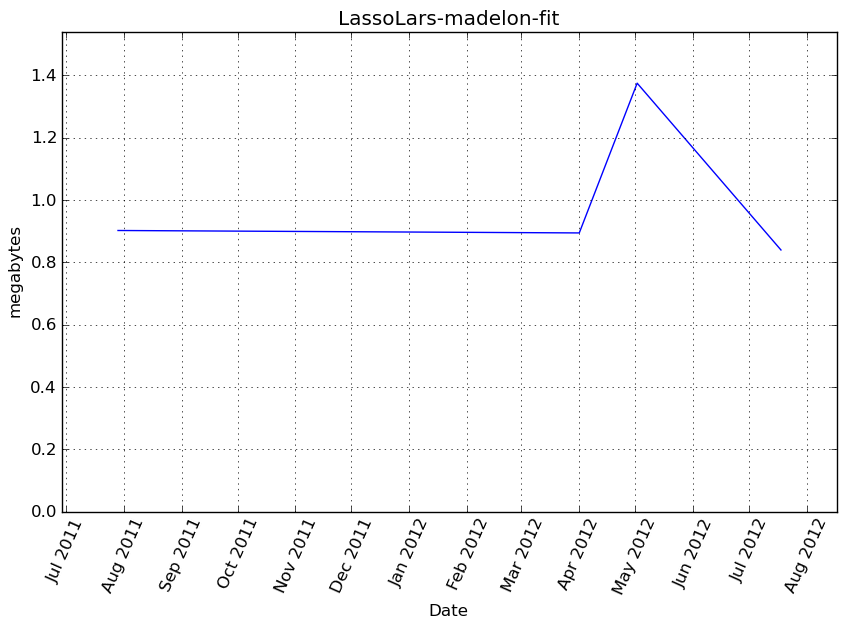 LassoLars-madelon-fit
1.4
1.2
1.0
0.8
0.6
0.4
0.2
0.0
megabytes
Jul 2011
Aug 2011
Sep 2011
Oct 2011
Nov 2011
Dec 2011
Jan 2012
Feb 2012
Mar 2012
Apr 2012
May 2012
Jun 2012
Jul 2012
Aug 2012
Date